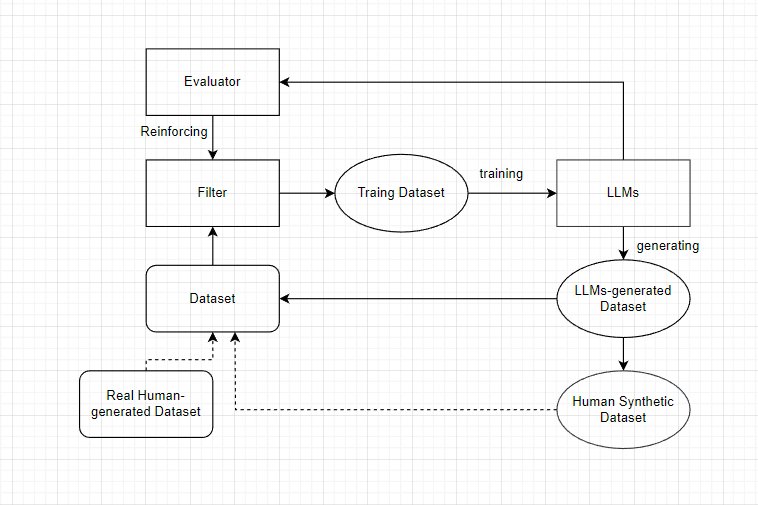 Evaluator
Reinforcing
Filter
Traing Dataset
training
LLMs
generating
Dataset
LLMs-generated
Dataset
Real Human-
generated Dataset
Human Synthetic
Dataset